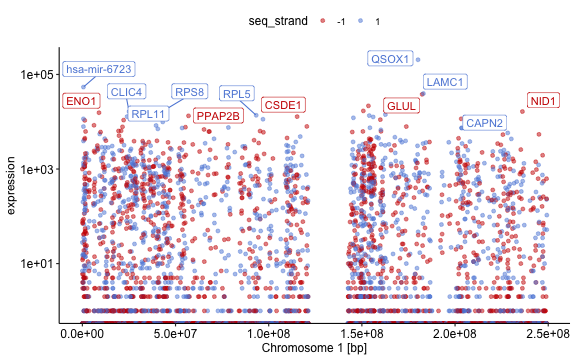 seq_strand -1 1
QSOX1
hsa-mir-6723
1e+05
LAMC1
CLIC4
RPS8
RPL5
ENO1
CSDE1
GLUL
NID1
RPL11
PPAP2B
CAPN2
1e+03
expression
1e+01
0.0e+00 5.0e+07 1.0e+08 1.5e+08 2.0e+08 2.5e+08
Chromosome 1 [bp]